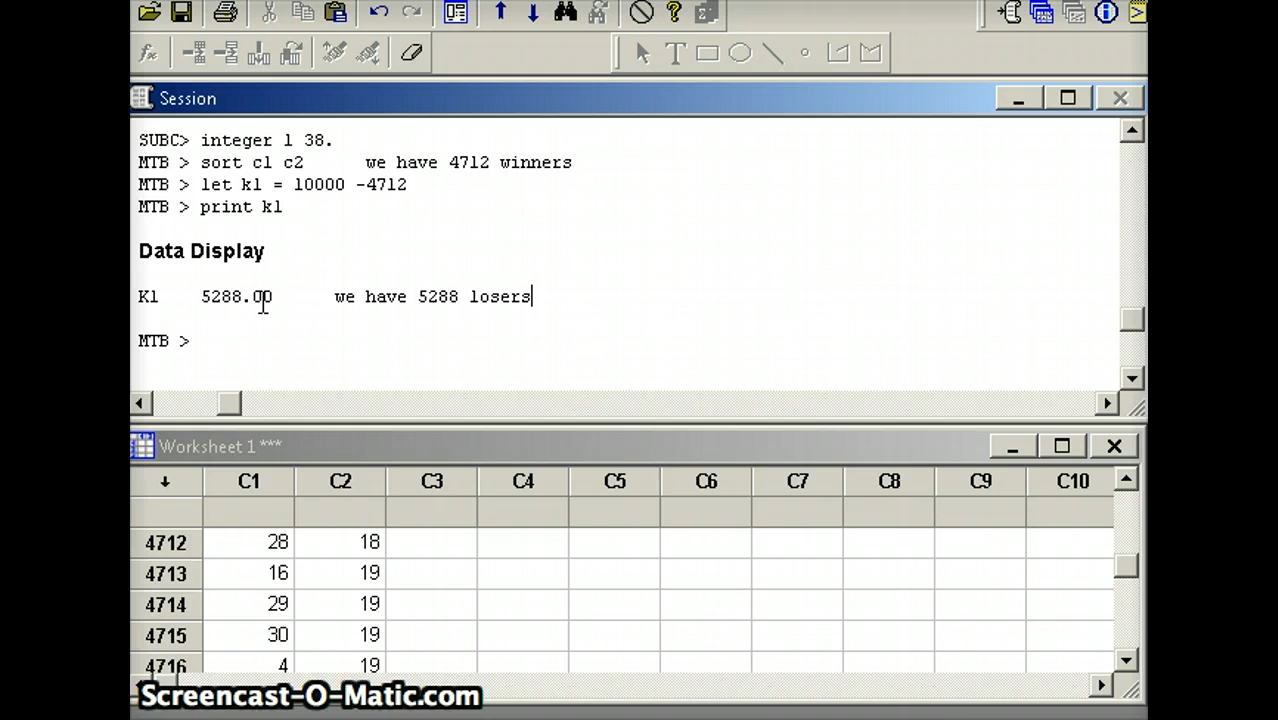 Session
SUBC> integer 1 38.
MTB > sort c1 c2 we have 4712 winners
MTB > let k1 = 10000 -4712
MTB > print k1
Data Display
K1 5288.00 we have 5288 losers
MTB >
Worksheet 1 ***
C1 C2 C3 C4 C5 C6 C7 C8 C9 C10
4712 28 18
4713 16 19
4714 29 19
4715 30 19
4716 4 19
Screencast-O-Matic.com